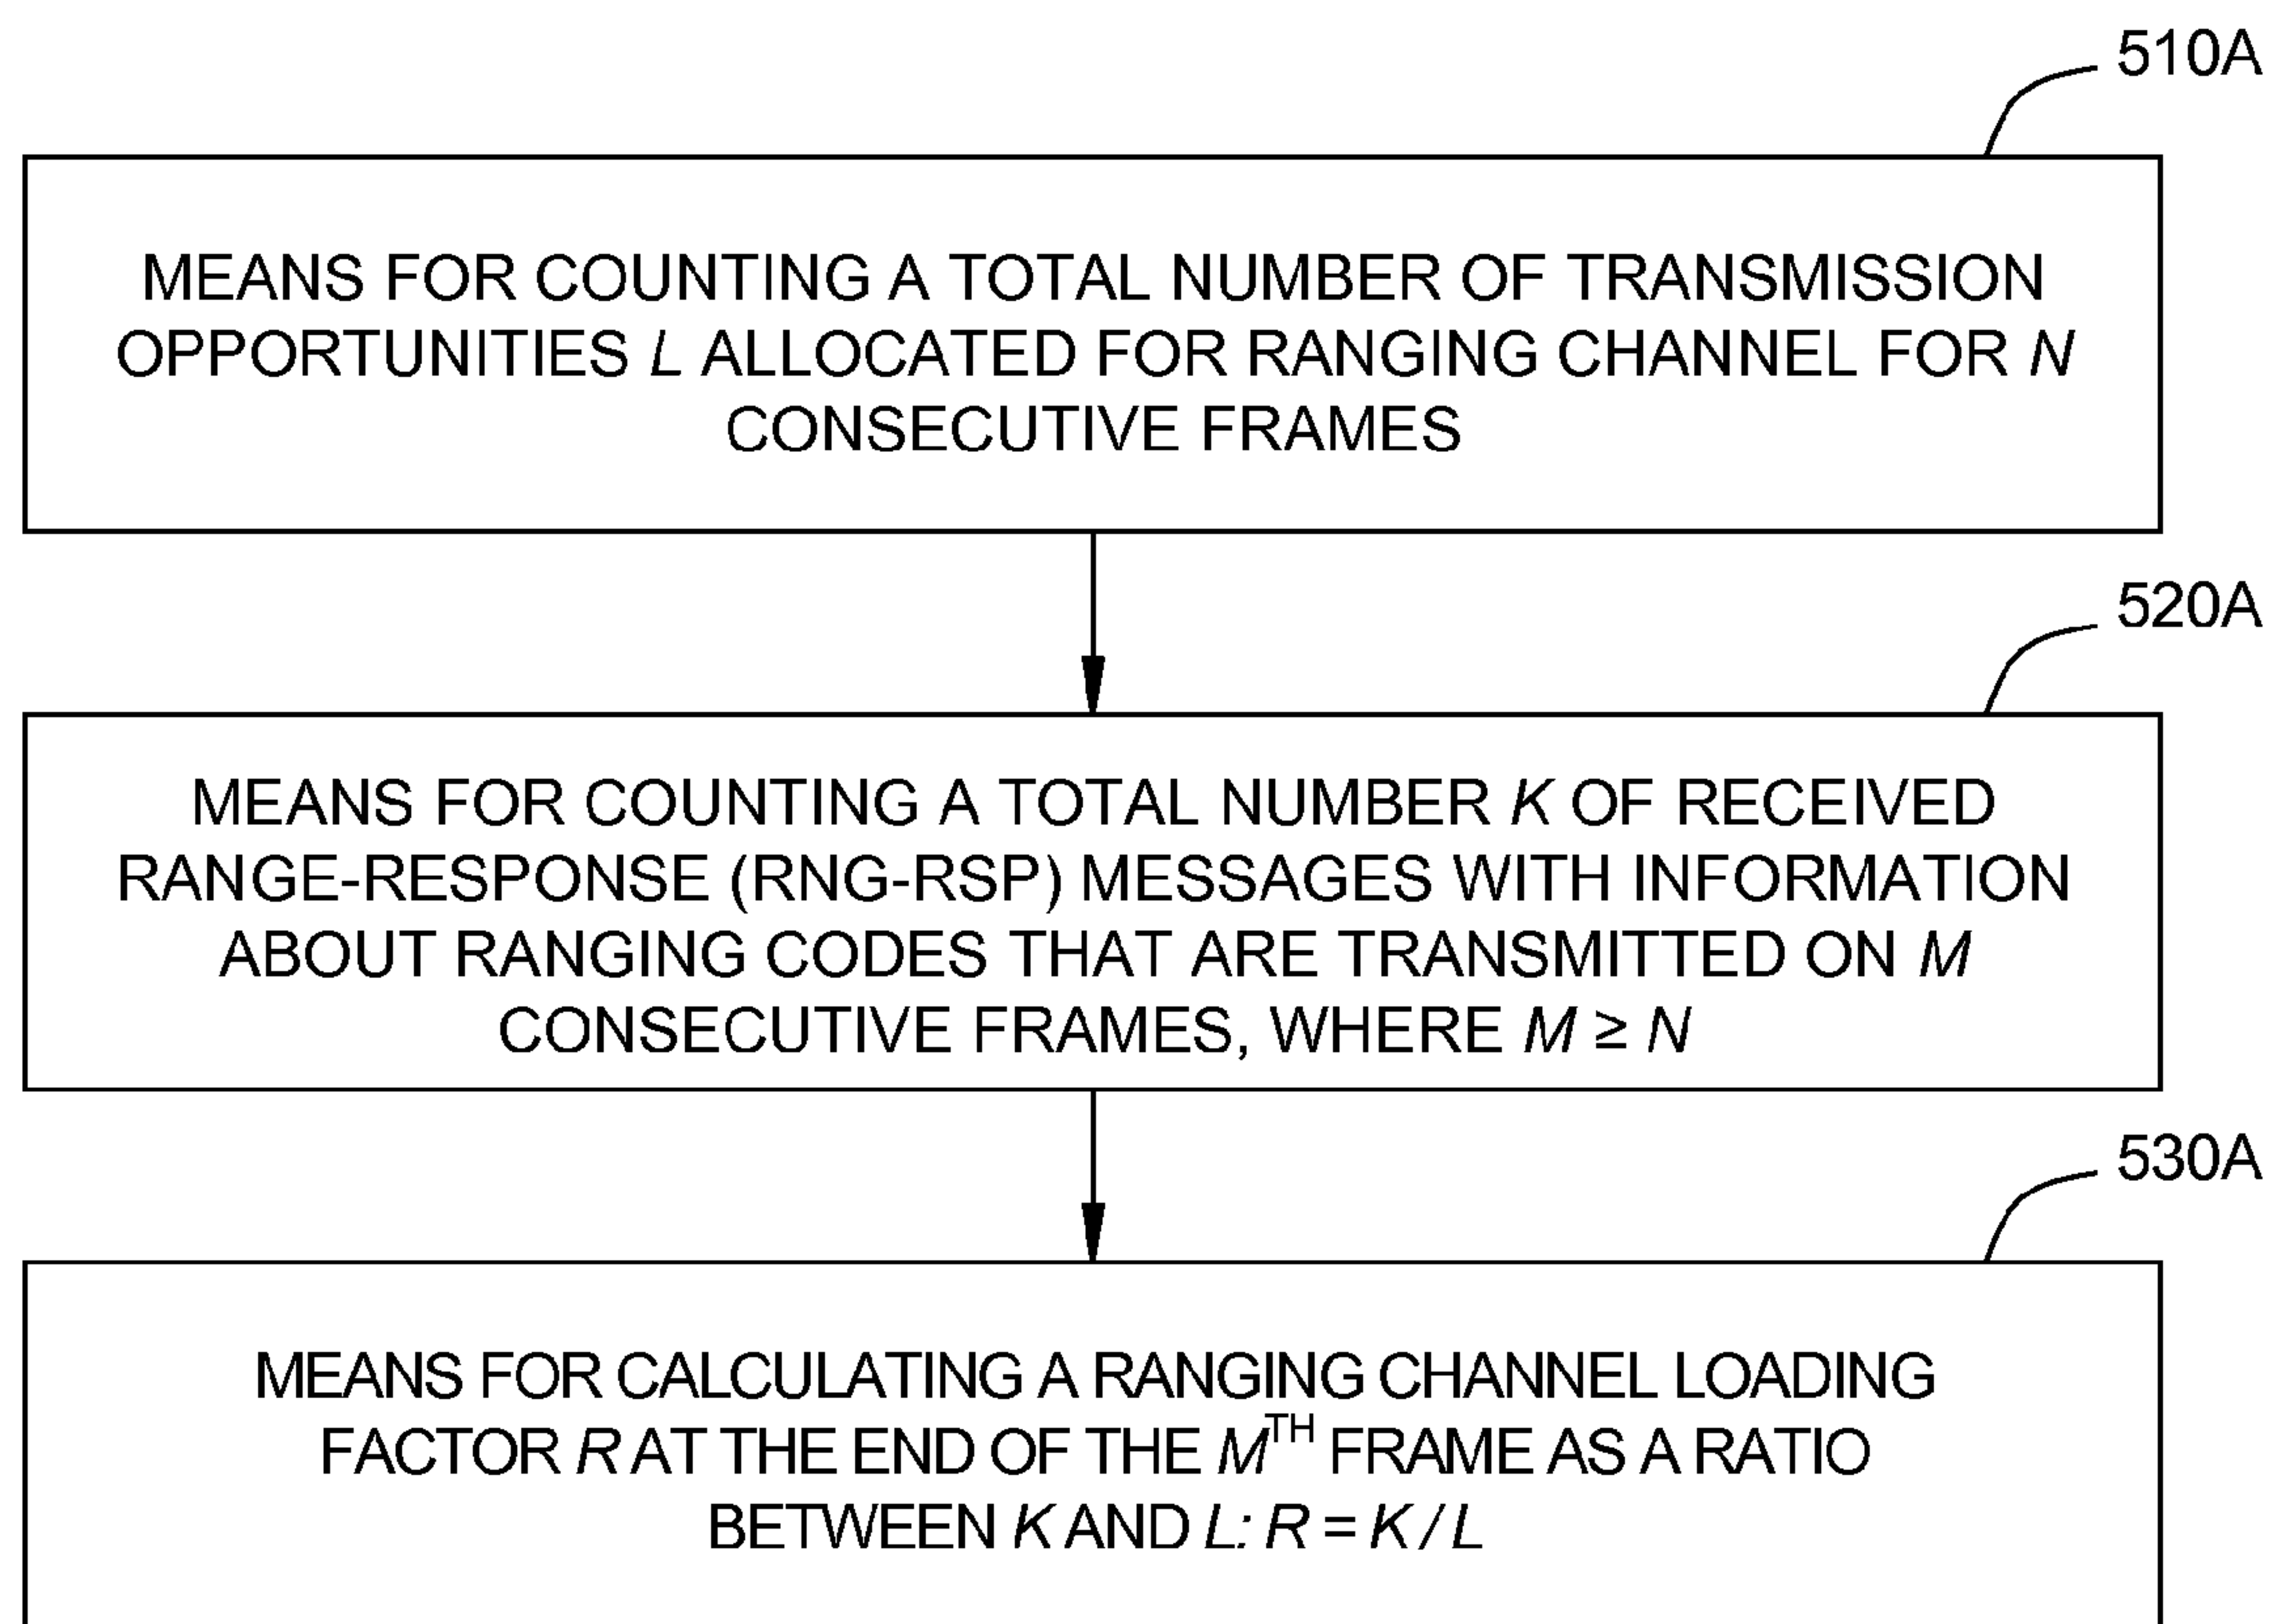 510A
MEANS FOR COUNTING A TOTAL NUMBER OF TRANSMISSION
OPPORTUNITIES L ALLOCATED FOR RANGING CHANNEL FOR N
CONSECUTIVE FRAMES
520A
MEANS FOR COUNTING A TOTAL NUMBER K OF RECEIVED
RANGE-RESPONSE (RNG-RSP) MESSAGES WITH INFORMATION
ABOUT RANGING CODES THAT ARE TRANSMITTED ON M
CONSECUTIVE FRAMES, WHERE M ≥ N
530A
MEANS FOR CALCULATING A RANGING CHANNEL LOADING
FACTOR R AT THE END OF THE M^TH FRAME AS A RATIO
BETWEEN K AND L: R = K / L